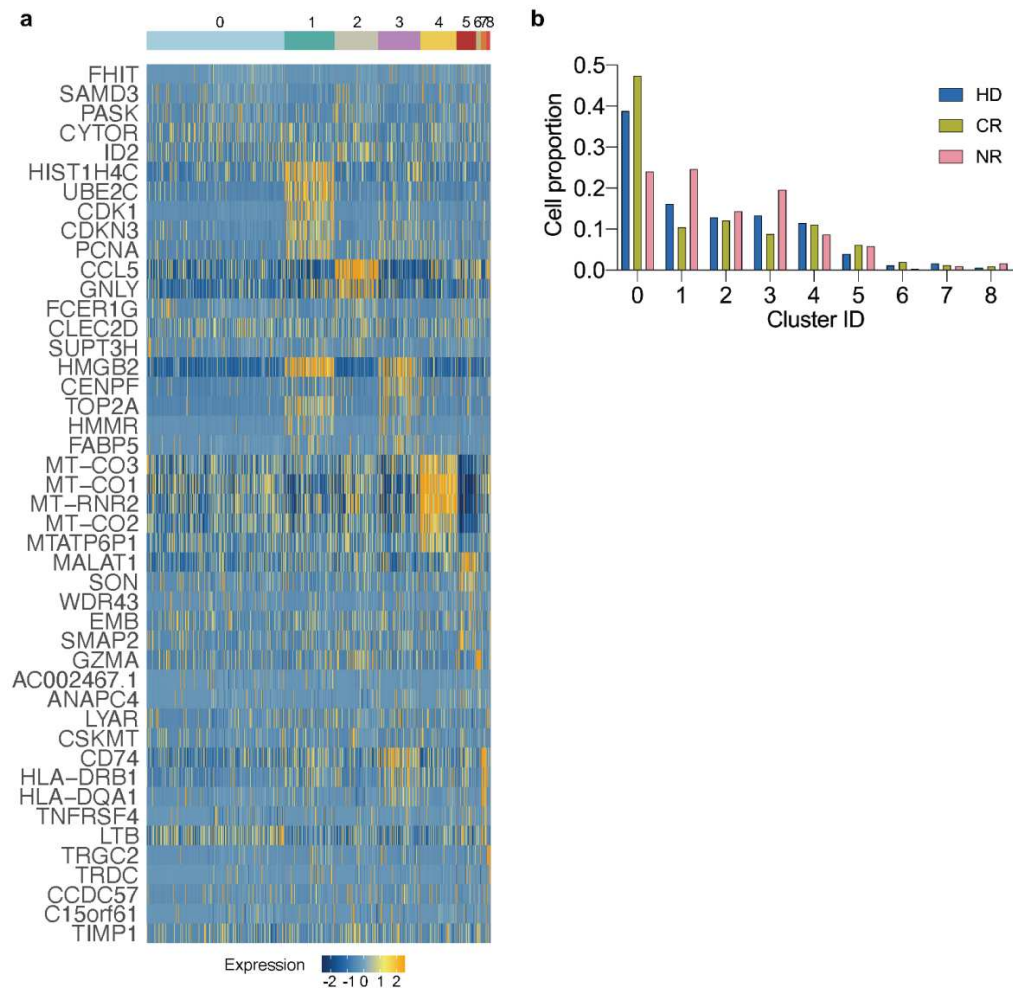 a
0 1 2 3 4 5 6 7 8
FHIT
SAMD3
PASK
CYTOR
ID2
HIST1H4C
UBE2C
CDK1
CDKN3
PCNA
CCL5
GNLY
FCER1G
CLEC2D
SUPT3H
HMGB2
CENPF
TOP2A
HMMR
FABP5
MT-CO3
MT-CO1
MT-RNR2
MT-CO2
MTATP6P1
MALAT1
SON
WDR43
EMB
SMAP2
GZMA
AC002467.1
ANAPC4
LYAR
CSKMT
CD74
HLA-DRB1
HLA-DQA1
TNFRSF4
LTB
TRGC2
TRDC
CCDC57
C15orf61
TIMP1
Expression
-2 -1 0 1 2
b
Cell proportion
0.5
0.4
0.3
0.2
0.1
0.0
0 1 2 3 4 5 6 7 8
Cluster ID
HD
CR
NR